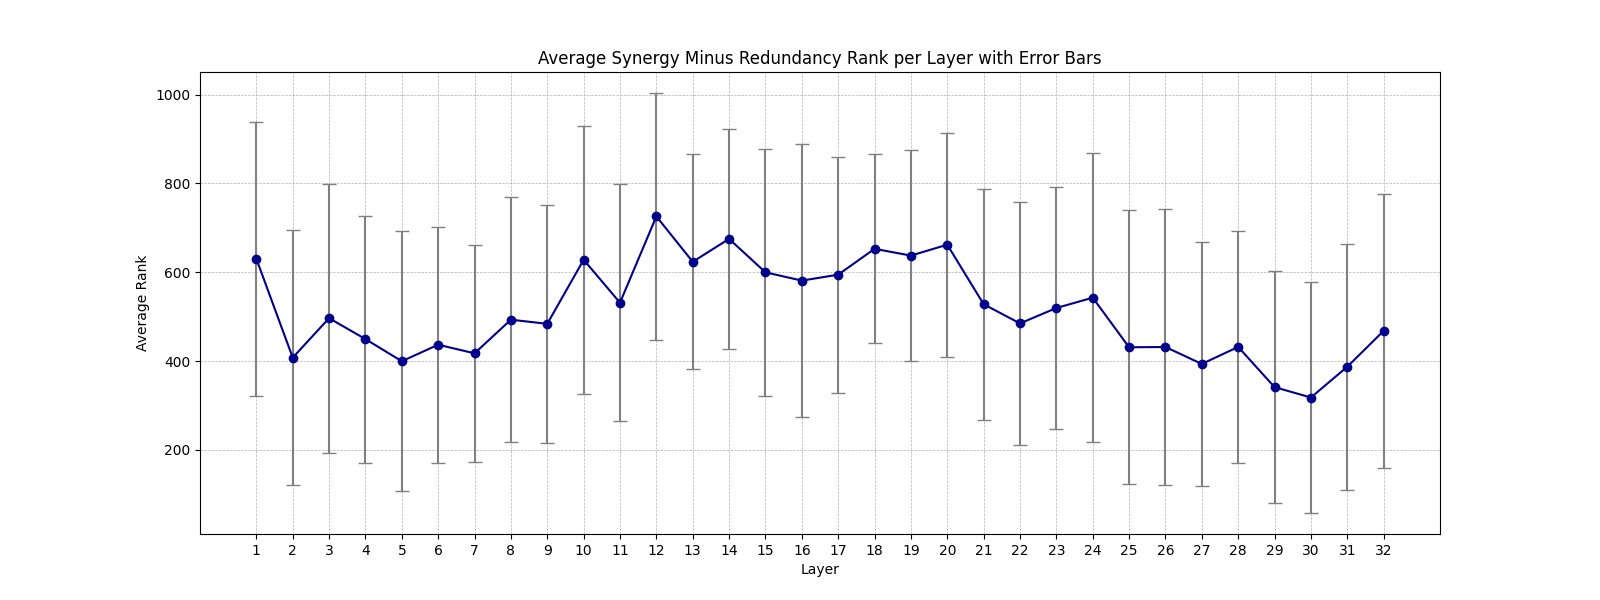 Average Synergy Minus Redundancy Rank per Layer with Error Bars
1000
800
600
400
200
Average Rank
1 2 3 4 5 6 7 8 9 10 11 12 13 14 15 16 17 18 19 20 21 22 23 24 25 26 27 28 29 30 31 32
Layer